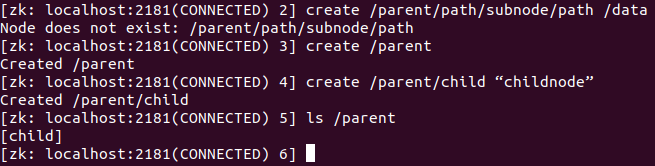 [zk: localhost:2181(CONNECTED) 2] create /parent/path/subnode/path /data
Node does not exist: /parent/path/subnode/path
[zk: localhost:2181(CONNECTED) 3] create /parent
Created /parent
[zk: localhost:2181(CONNECTED) 4] create /parent/child “childnode”
Created /parent/child
[zk: localhost:2181(CONNECTED) 5] ls /parent
[child]
[zk: localhost:2181(CONNECTED) 6]